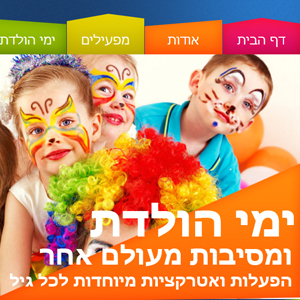 דף הבית
אודות
מפעילים
ימי הולדת
ימי הולדת
ומסיבות מעולם אחר
הפעלות ואטרקציות מיוחדות לכל גיל